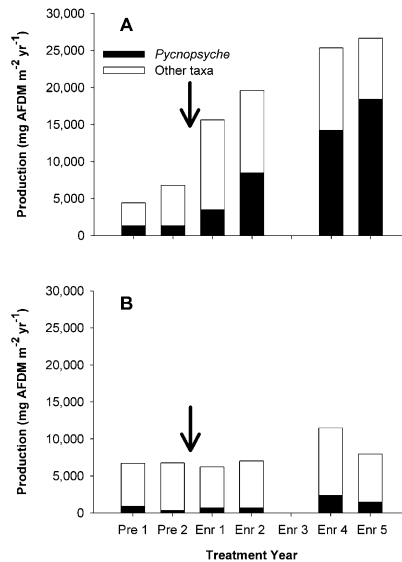 A
Pycnopsyche
Other taxa
30,000
25,000
20,000
15,000
10,000
5,000
0
Production (mg AFDM m⁻² yr⁻¹)
B
30,000
25,000
20,000
15,000
10,000
5,000
0
Production (mg AFDM m⁻² yr⁻¹)
Pre 1 Pre 2 Enr 1 Enr 2 Enr 3 Enr 4 Enr 5
Treatment Year